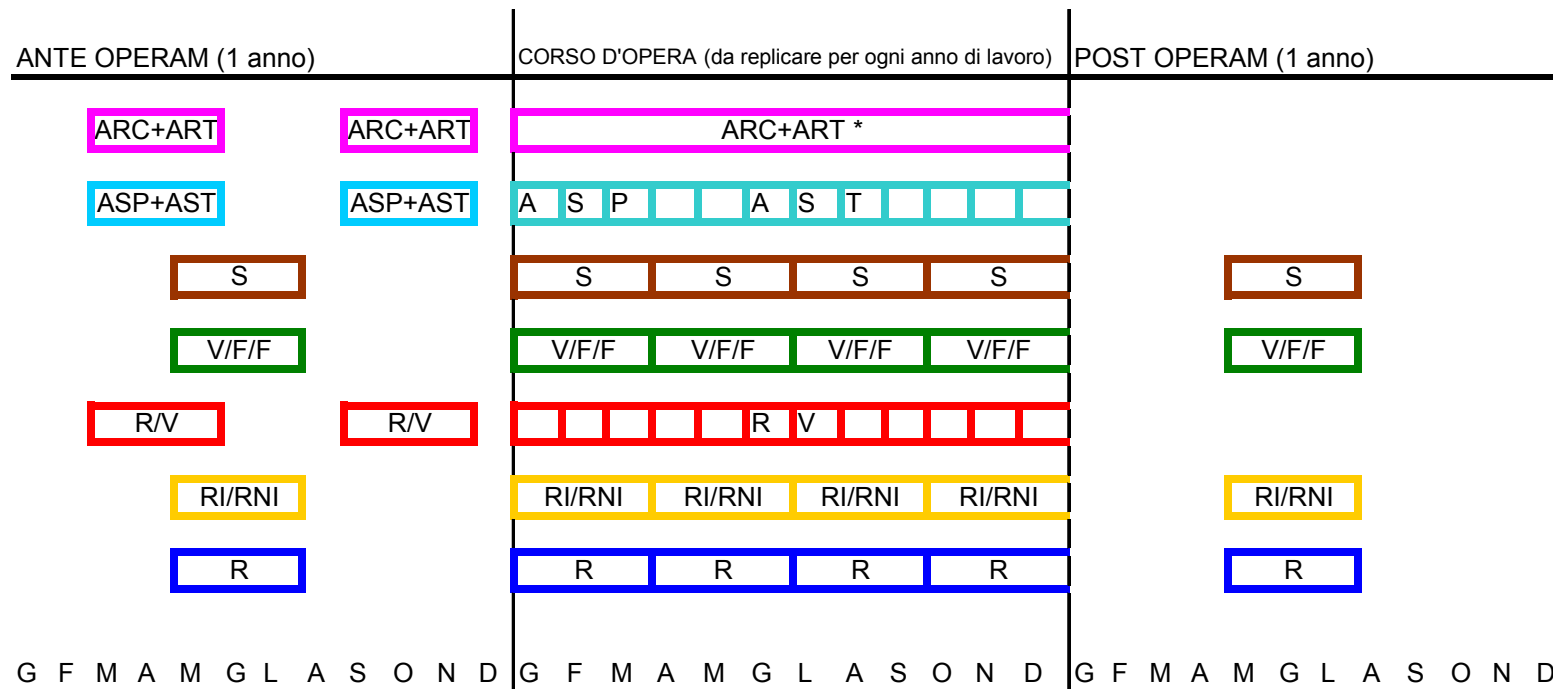 ANTE OPERAM (1 anno) CORSO D'OPERA (da replicare per ogni anno di lavoro) POST OPERAM (1 anno)
ARC+ART ARC+ART ARC+ART *
ASP+AST ASP+AST A S P A S T
S S S S S S
V/F/F V/F/F V/F/F V/F/F V/F/F V/F/F
R/V R/V R V
RI/RNI RI/RNI RI/RNI RI/RNI RI/RNI RI/RNI
R R R R R R
G F M A M G L A S O N D G F M A M G L A S O N D G F M A M G L A S O N D